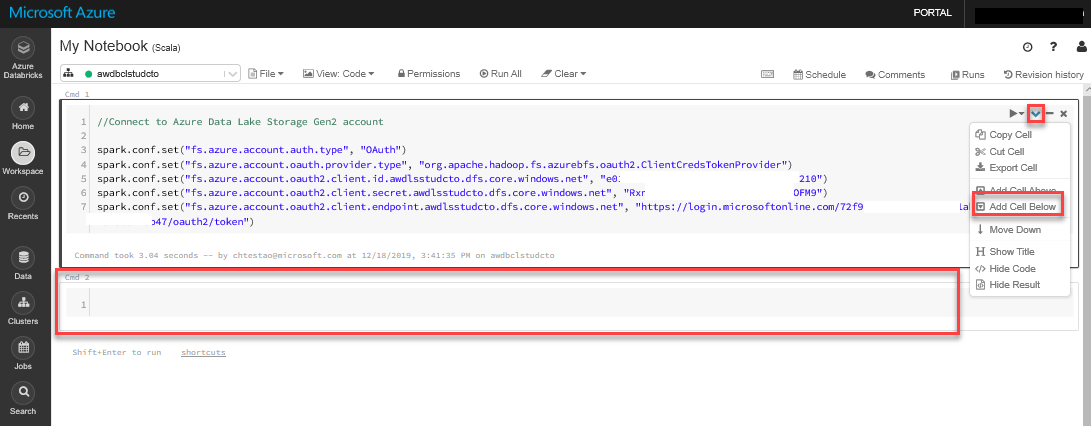 Microsoft Azure
PORTAL
Azure
Databricks
My Notebook (Scala)
awdbclstudcto
File
View: Code
Permissions
Run All
Clear
Schedule
Comments
Runs
Revision history
Home
Workspace
Recents
Data
Clusters
Jobs
Search
Cmd 1
1 //Connect to Azure Data Lake Storage Gen2 account
2
3 spark.conf.set("fs.azure.account.auth.type", "OAuth")
4 spark.conf.set("fs.azure.account.oauth.provider.type", "org.apache.hadoop.fs.azurebfs.oauth2.ClientCredsTokenProvider")
5 spark.conf.set("fs.azure.account.oauth2.client.id.awdlsstudcto.dfs.core.windows.net", "e0 210")
6 spark.conf.set("fs.azure.account.oauth2.client.secret.awdlsstudcto.dfs.core.windows.net", "Rxr OFM9")
7 spark.conf.set("fs.azure.account.oauth2.client.endpoint.awdlsstudcto.dfs.core.windows.net", "https://login.microsoftonline.com/72f9
47/oauth2/token")
Command took 3.04 seconds -- by chtestao@microsoft.com at 12/18/2019, 3:41:35 PM on awdbclstudcto
Copy Cell
Cut Cell
Export Cell
Add Cell Above
Add Cell Below
Move Down
Show Title
Hide Code
Hide Result
Cmd 2
1
Shift+Enter to run shortcuts